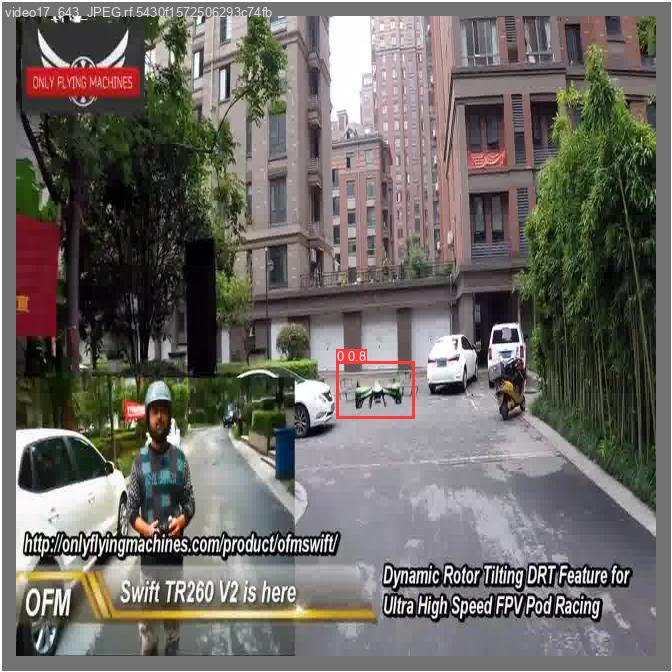 video17_643_JPEG.rf.5430f1572506293c74fb
ONLY FLYING MACHINES
0 0.8
http://onlyflyingmachines.com/product/ofmswift/
OFM
Swift TR260 V2 is here
Dynamic Rotor Tilting DRT Feature for
Ultra High Speed FPV Pod Racing